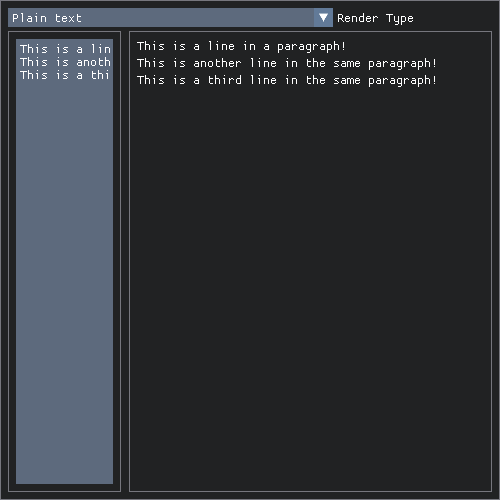 Plain text ▼ Render Type
This is a lin
This is anoth
This is a thi
This is a line in a paragraph!
This is another line in the same paragraph!
This is a third line in the same paragraph!